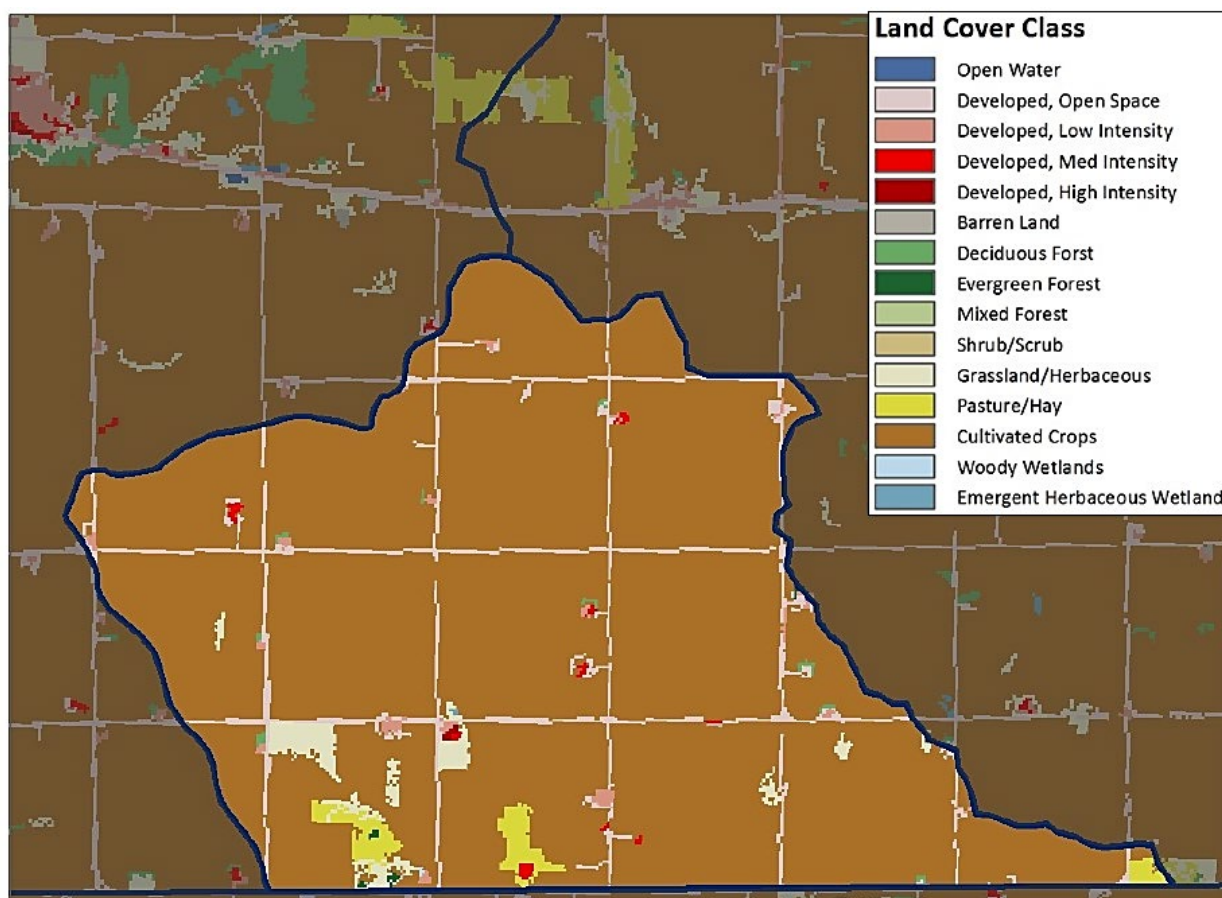 Land Cover Class
Open Water
Developed, Open Space
Developed, Low Intensity
Developed, Med Intensity
Developed, High Intensity
Barren Land
Deciduous Forst
Evergreen Forest
Mixed Forest
Shrub/Scrub
Grassland/Herbaceous
Pasture/Hay
Cultivated Crops
Woody Wetlands
Emergent Herbaceous Wetland